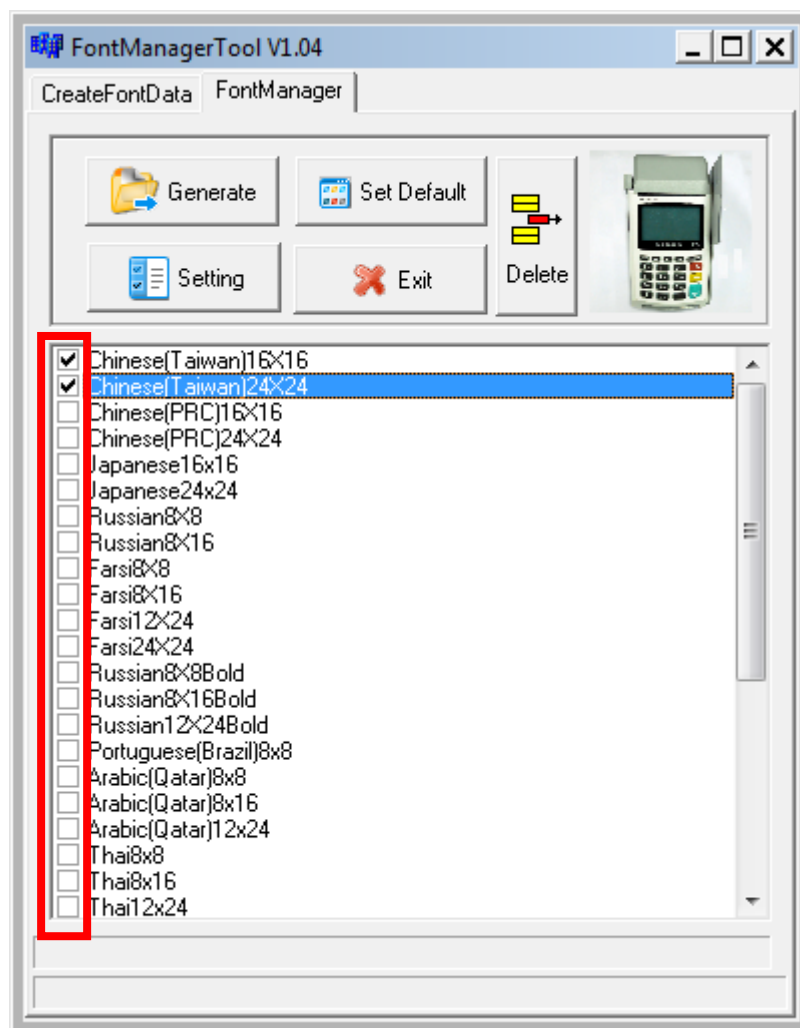 FontManagerTool V1.04
CreateFontData FontManager
Generate Set Default
Setting Exit Delete
Chinese(Taiwan)16X16
Chinese(Taiwan)24X24
Chinese(PRC)16X16
Chinese(PRC)24X24
Japanese16x16
Japanese24x24
Russian8X8
Russian8X16
Farsi8X8
Farsi8X16
Farsi12X24
Farsi24X24
Russian8X8Bold
Russian8X16Bold
Russian12X24Bold
Portuguese(Brazil)8x8
Arabic(Qatar)8x8
Arabic(Qatar)8x16
Arabic(Qatar)12x24
Thai8x8
Thai8x16
Thai12x24